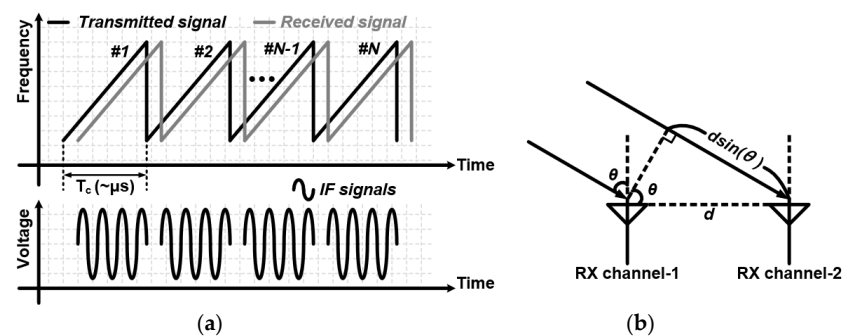 Transmitted signal
Received signal
Frequency
#1
#2
#N-1
#N
Time
Tc (~μs)
IF signals
Voltage
Time
(a)
dsin(θ)
θ
θ
d
RX channel-1
RX channel-2
(b)